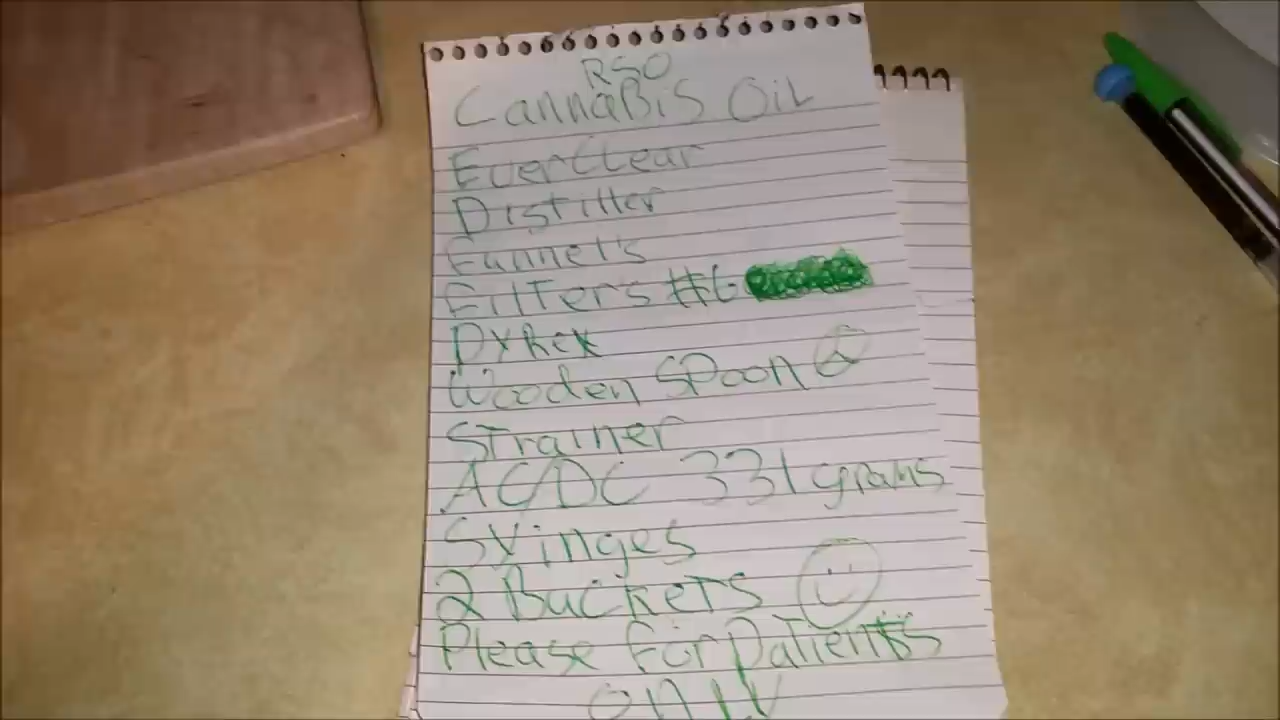 RSO
CannaBiS OiL
Everclear
Distiller
Funnel's
Filters #6
Pyrex
Wooden SPoon
Strainer
AC/DC 331 grams
Syinges
2 BuckeTS
Please For PaTienTs
ONLY